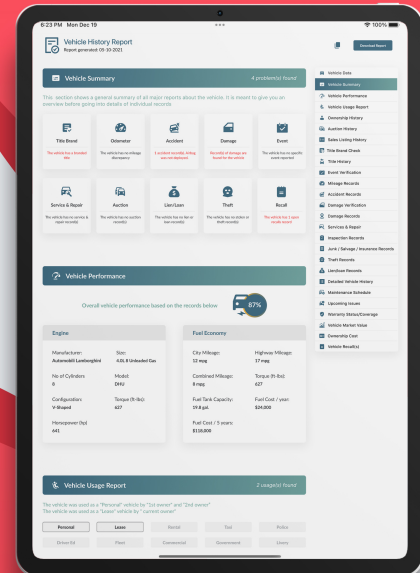 6:23 PM Mon Dec 19
100%
Vehicle History Report
Report generated: 05-10-2021
Download Report
Vehicle Summary
4 problem(s) found
This section shows a general summary of all major reports about the vehicle. It is meant to give you an
overview before going into details of individual records
Title Brand
Odometer
Accident
Damage
Event
The vehicle has a branded
title.
The vehicle has no mileage
discrepancy
1 accident record(s). Airbag
was not deployed
Record(s) of damage are
found for the vehicle
The vehicle has no specific
event reported
Service & Repair
Auction
Lien/Loan
Theft
Recall
The vehicle has no service &
repair record(s)
The vehicle has no auction
record(s)
The vehicle has no lien or
loan record(s)
The vehicle has no stolen or
theft record(s)
The vehicle has 1 open
recalls record
Vehicle Performance
Overall vehicle performance based on the records below
87%
Engine
Manufacturer:
Size:
Automobili Lamborghini
4.0L 8 Unleaded Gas
No of Cylinders
Model:
8
DHU
Configuration:
Torque (ft-lbs):
V-Shaped
627
Horsepower (hp)
641
Fuel Economy
City Mileage:
Highway Mileage:
12 mpg
17 mpg
Combined Mileage:
Torque (ft-lbs):
8 mpg
627
Fuel Tank Capacity:
Fuel Cost / year:
19.8 gal.
$24,000
Fuel Cost / 5 years:
$118,000
Vehicle Usage Report
2 usage(s) found
The vehicle was used as a "Personal" vehicle by "1st owner" and "2nd owner"
The vehicle was used as a "Lease" vehicle by " current owner"
Personal
Lease
Rental
Taxi
Police
Driver Ed
Fleet
Commercial
Government
Livery
Vehicle Data
Vehicle Summary
Vehicle Performance
Vehicle Usage Report
Ownership History
Auction History
Sales Listing History
Title Brand Check
Title History
Event Verification
Mileage Records
Accident Records
Damage Verification
Damage Records
Services & Repair
Inspection Records
Junk / Salvage / Insurance Records
Theft Records
Lien/loan Records
Detailed Vehicle History
Maintenance Schedule
Upcoming Issues
Warranty Status/Coverage
Vehicle Market Value
Ownership Cost
Vehicle Recall(s)